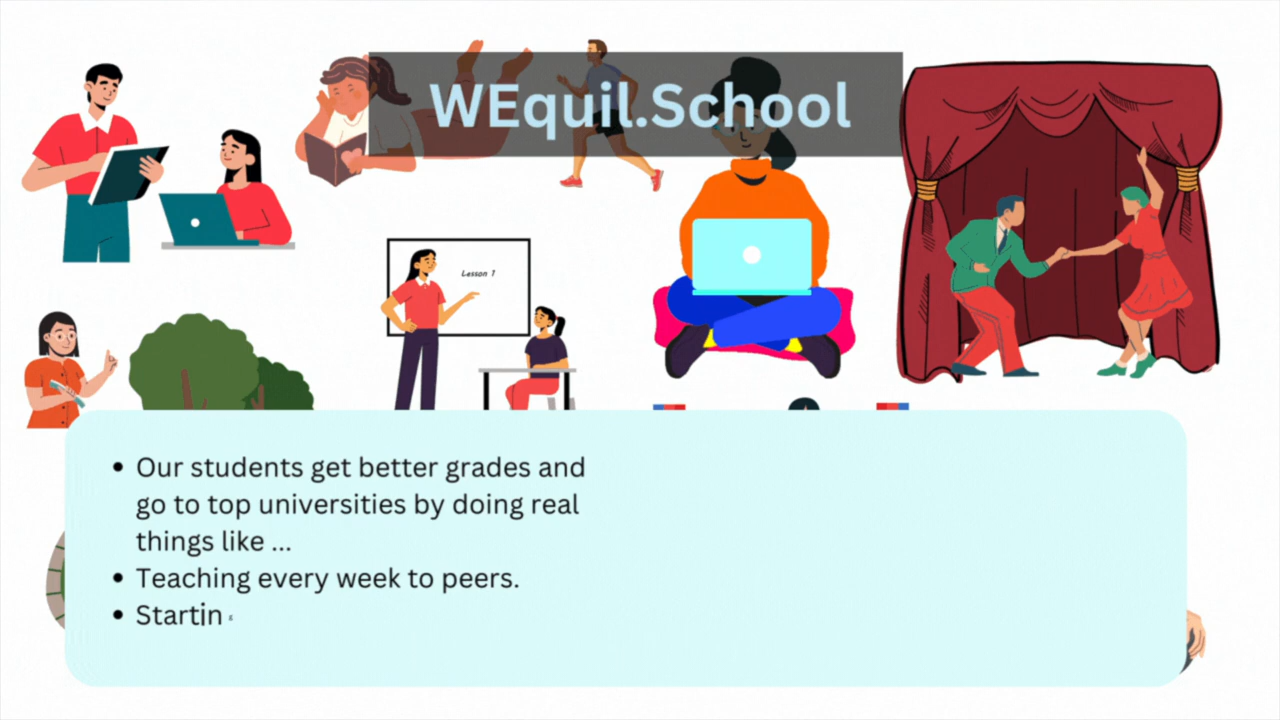 WEquil.School
Lesson 1
• Our students get better grades and
go to top universities by doing real
things like ...
• Teaching every week to peers.
• Starting